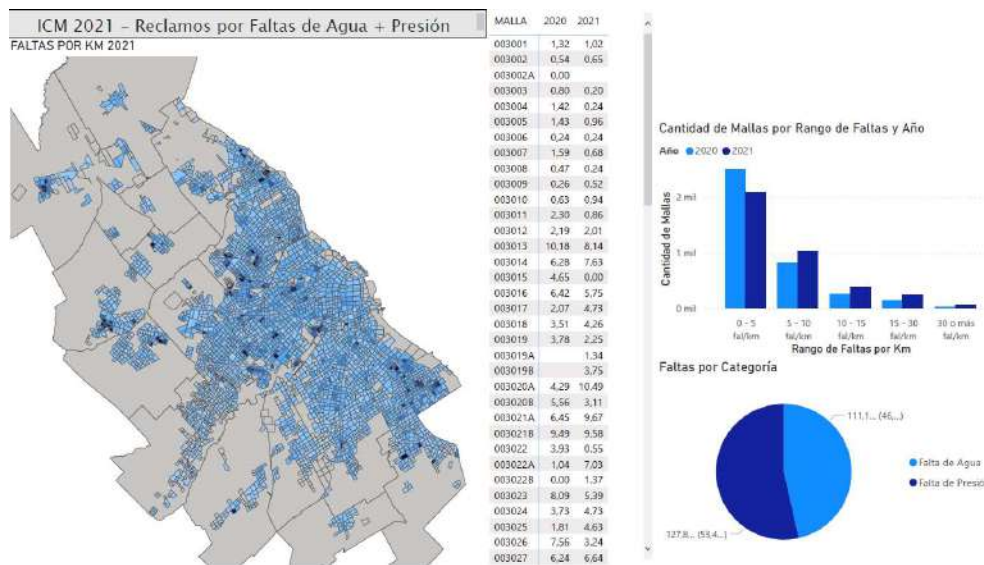 ICM 2021 - Reclamos por Faltas de Agua + Presión
FALTAS POR KM 2021
MALLA 2020 2021
003001 1,32 1,02
003002 0,54 0,65
003002A 0,00
003003 0,80 0,20
003004 1,42 0,24
003005 1,43 0,96
003006 0,24 0,24
003007 1,59 0,68
003008 0,47 0,24
003009 0,26 0,52
003010 0,63 0,94
003011 2,30 0,86
003012 2,19 2,01
003013 10,18 8,14
003014 6,28 7,63
003015 4,65 0,00
003016 6,42 5,75
003017 2,07 4,73
003018 3,51 4,26
003019 3,78 2,25
003019A 1,34
003019B 3,75
003020A 4,29 10,49
003020B 5,56 3,11
003021A 6,45 9,67
003021B 9,49 9,58
003022 3,93 0,55
003022A 1,04 7,03
003022B 0,00 1,37
003023 8,09 5,39
003024 3,73 4,73
003025 1,81 4,63
003026 7,56 3,24
003027 6,24 6,64
Cantidad de Mallas por Rango de Faltas y Año
Año 2020 2021
Cantidad de Mallas
2 mil
1 mil
0 mil
0 - 5 fal/km
5 - 10 fal/km
10 - 15 fal/km
15 - 30 fal/km
30 o más fal/km
Rango de Faltas por Km
Faltas por Categoría
111,1... (46,...)
127,8... (53,4...)
Falta de Agua
Falta de Presió